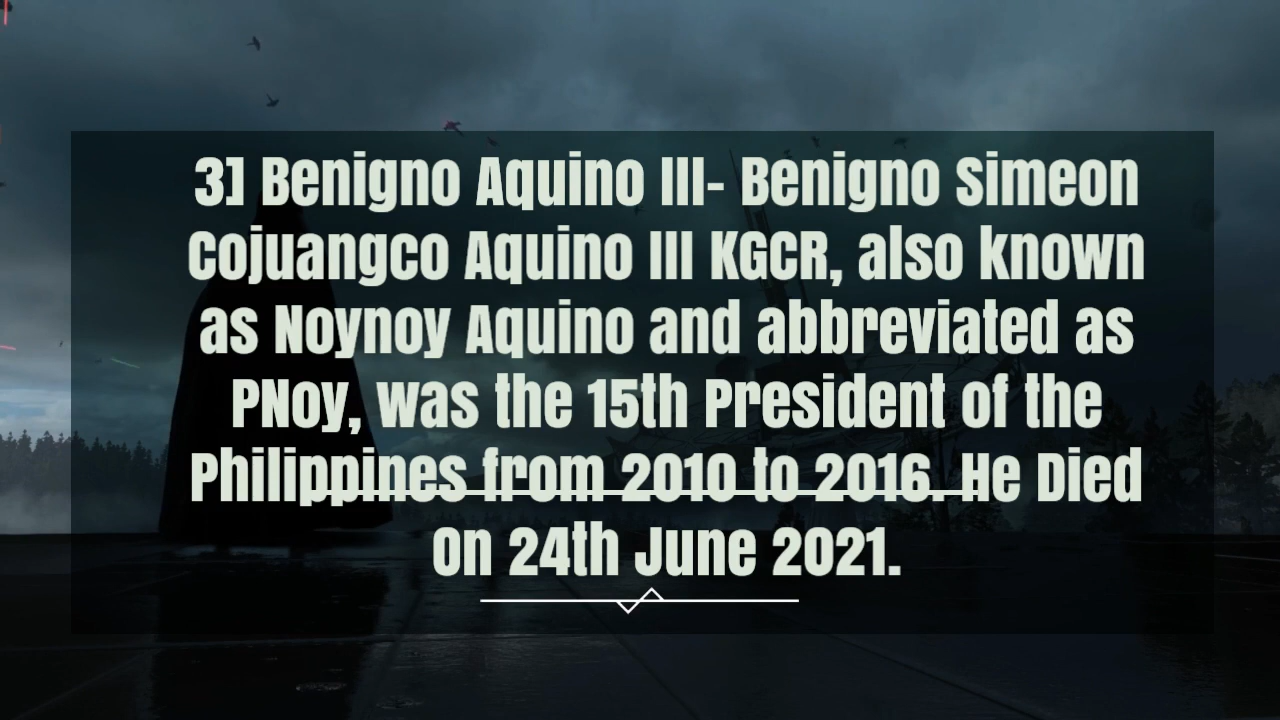 3] Benigno Aquino III- Benigno Simeon
Cojuangco Aquino III KGCR, also known
as Noynoy Aquino and abbreviated as
PNoy, was the 15th President of the
Philippines from 2010 to 2016. He Died
On 24th June 2021.